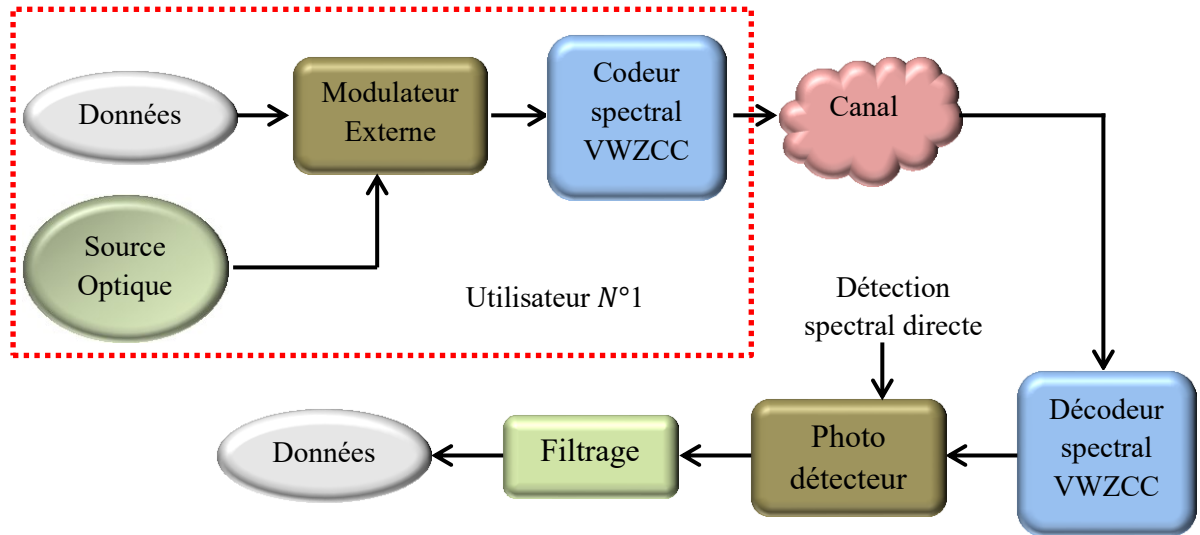 Données
Modulateur
Externe
Codeur
spectral
VWZCC
Canal
Source
Optique
Utilisateur N°1
Détection
spectral directe
Décodeur
spectral
VWZCC
Photo
détecteur
Filtrage
Données